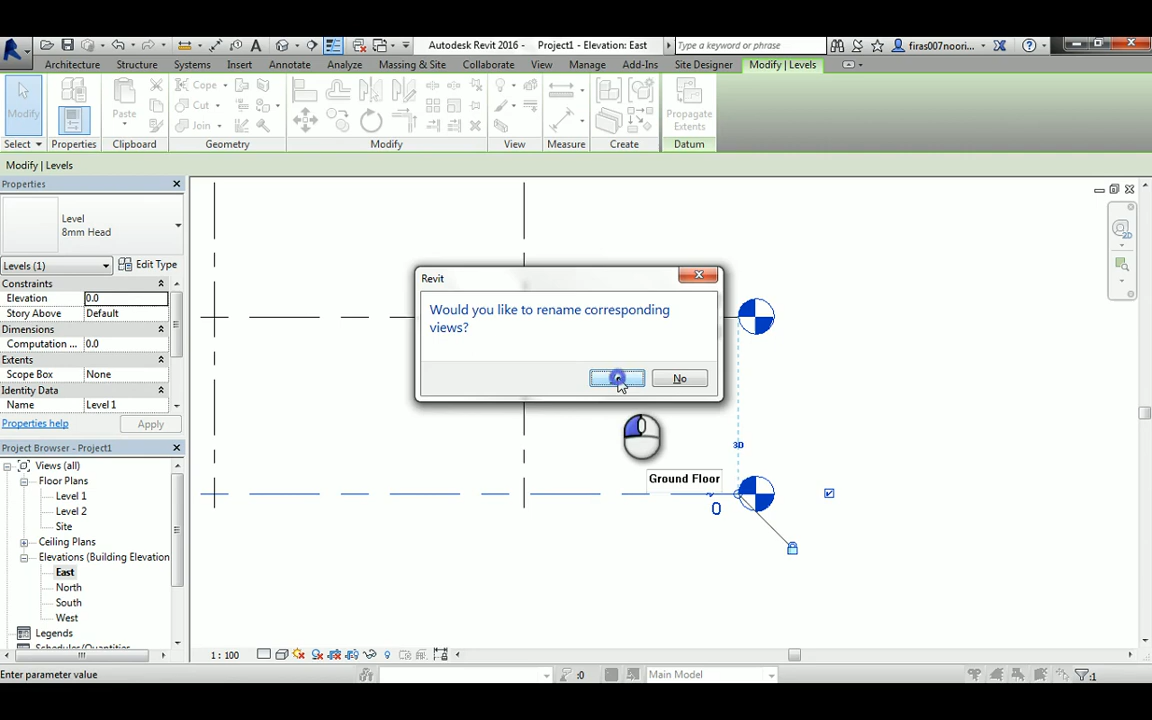 Autodesk Revit 2016 - Project1 - Elevation: East
Type a keyword or phrase
firas007noori...
Architecture Structure Systems Insert Annotate Analyze Massing & Site Collaborate View Manage Add-Ins Site Designer Modify | Levels
Modify
Paste
Cope
Cut
Join
Propagate
Extents
Select Properties Clipboard Geometry Modify View Measure Create Datum
Modify | Levels
Properties
Level
8mm Head
Levels (1)
Edit Type
Constraints
Elevation 0.0
Story Above Default
Dimensions
Computation ... 0.0
Extents
Scope Box None
Identity Data
Name Level 1
Properties help
Apply
Project Browser - Project1
Views (all)
Floor Plans
Level 1
Level 2
Site
Ceiling Plans
Elevations (Building Elevation
East
North
South
West
Legends
Schedules/Quantities
Revit
Would you like to rename corresponding
views?
No
3D
Ground Floor
0
2D
1 : 100
Enter parameter value
:0
Main Model
:1